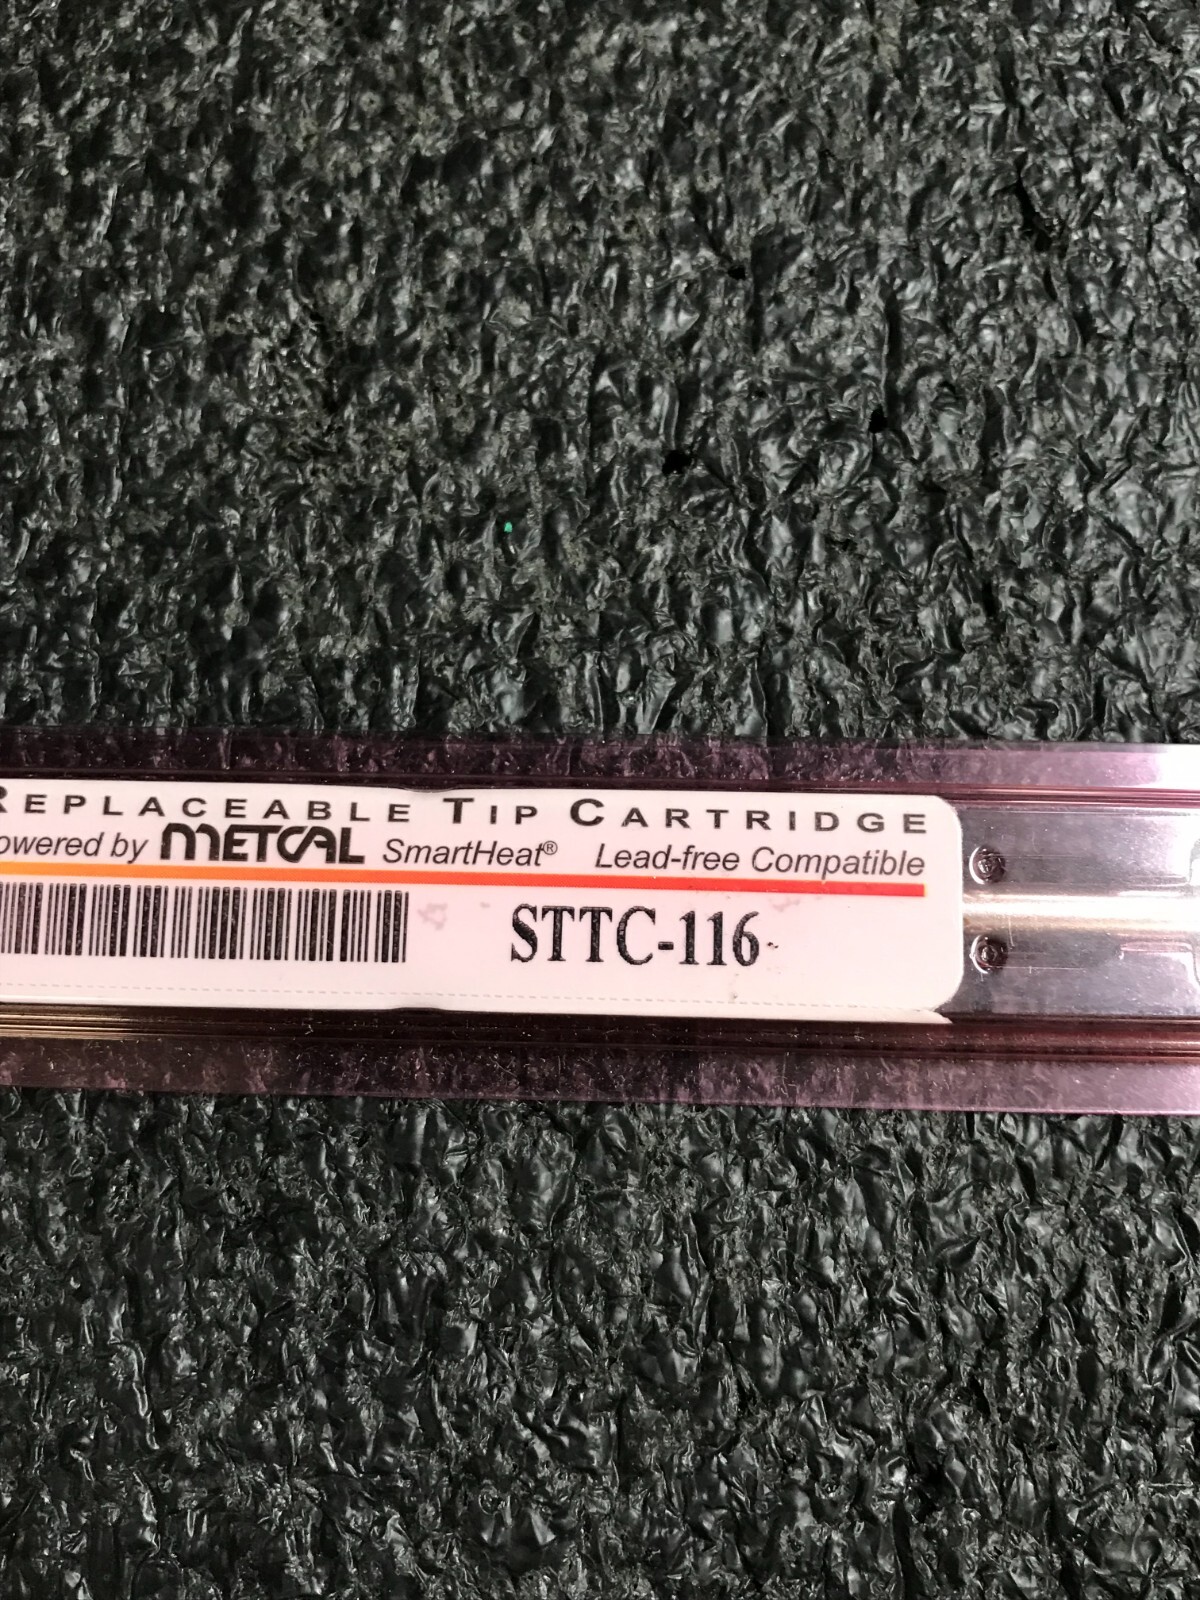 REPLACEABLE TIP CARTRIDGE
owered by METCAL SmartHeat® Lead-free Compatible
STTC-116